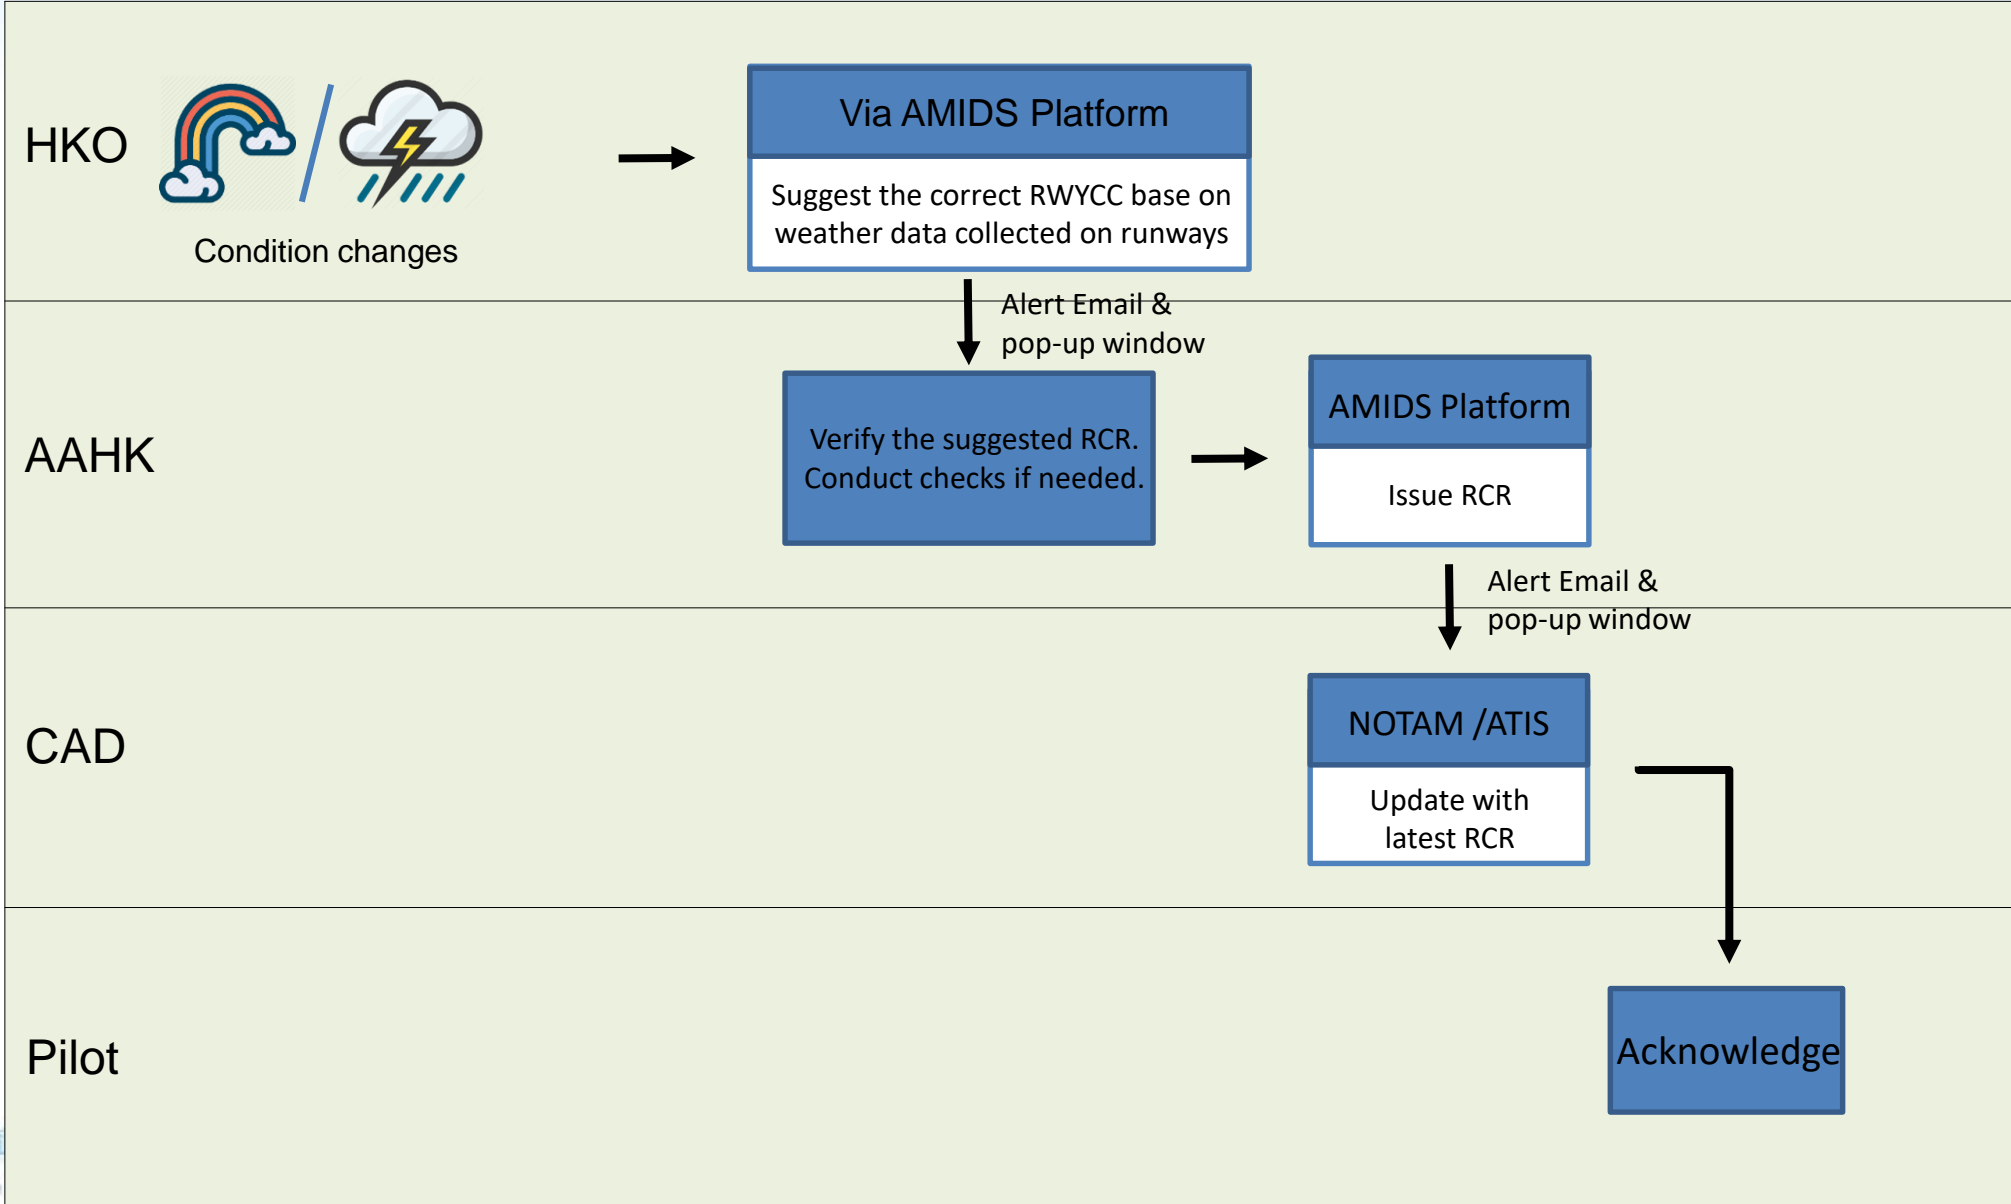 HKO
Condition changes
Via AMIDS Platform
Suggest the correct RWYCC base on
weather data collected on runways
Alert Email &
pop-up window
AAHK
Verify the suggested RCR.
Conduct checks if needed.
AMIDS Platform
Issue RCR
Alert Email &
pop-up window
CAD
NOTAM /ATIS
Update with
latest RCR
Pilot
Acknowledge